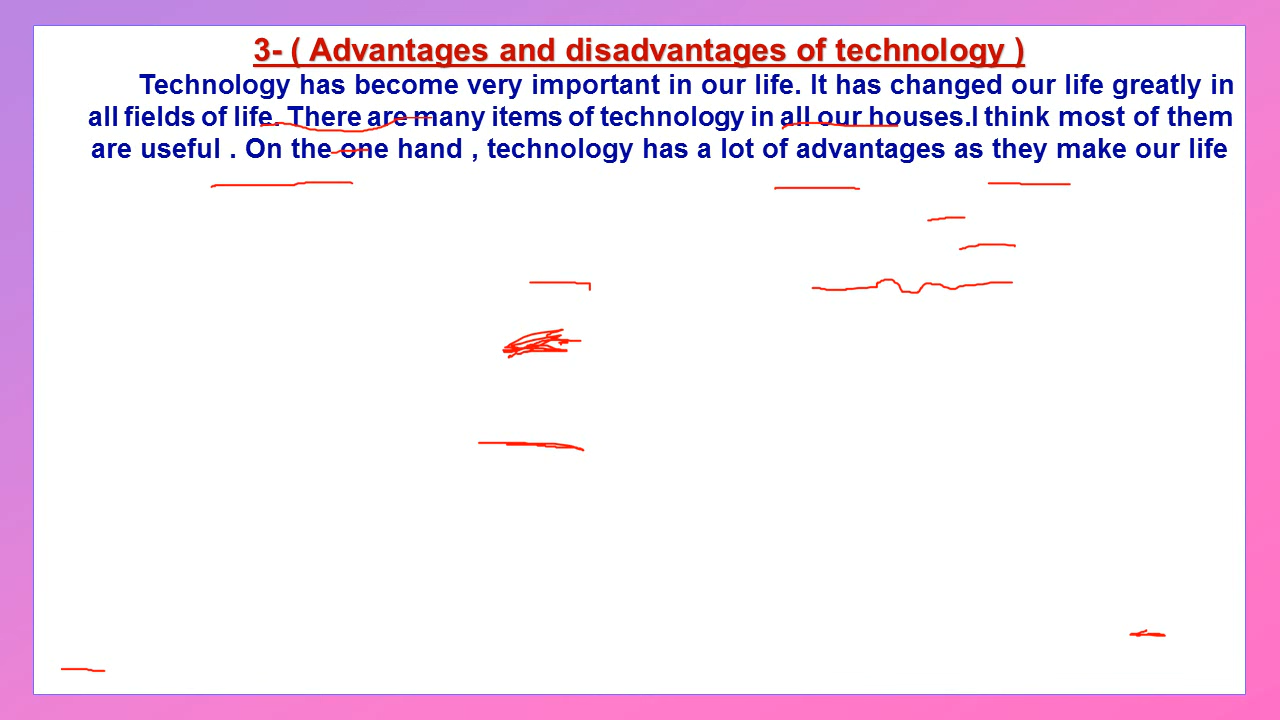 3- ( Advantages and disadvantages of technology )
Technology has become very important in our life. It has changed our life greatly in
all fields of life. There are many items of technology in all our houses.I think most of them
are useful . On the one hand , technology has a lot of advantages as they make our life